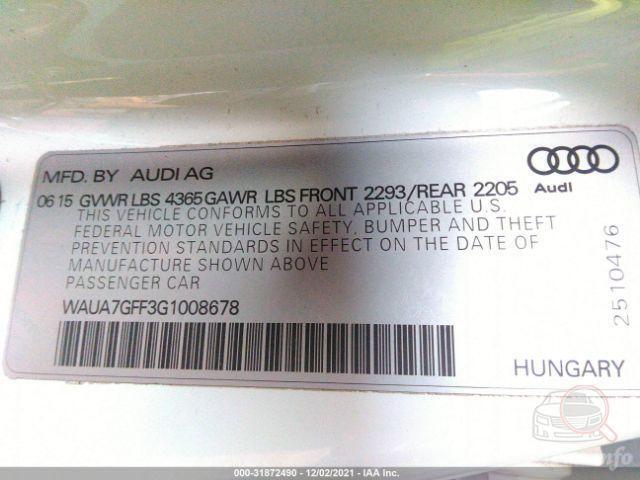 MFD. BY AUDI AG
06 15 GVWR LBS 4365 GAWR LBS FRONT 2293/REAR 2205
Audi
THIS VEHICLE CONFORMS TO ALL APPLICABLE U.S.
FEDERAL MOTOR VEHICLE SAFETY, BUMPER AND THEFT
PREVENTION STANDARDS IN EFFECT ON THE DATE OF
MANUFACTURE SHOWN ABOVE
PASSENGER CAR
WAUA7GFF3G1008678
2510476
HUNGARY
000-31872490 - 12/02/2021 - IAA Inc.